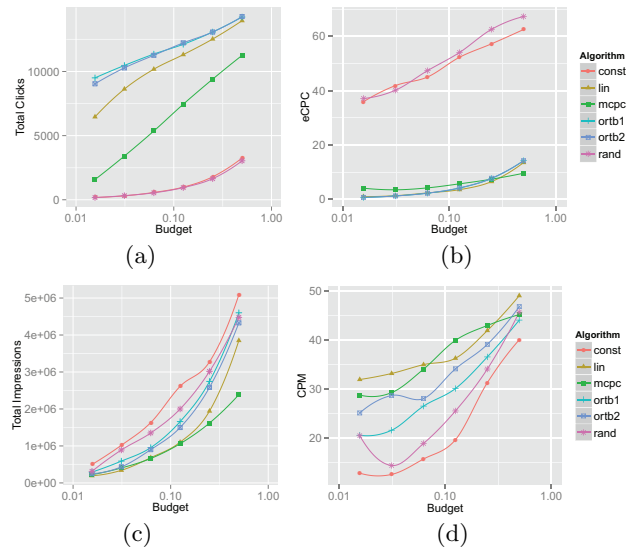 10000
5000
0
Total Clicks
0.01
0.10
1.00
Budget
(a)
60
40
20
0
eCPC
0.01
0.10
1.00
Budget
(b)
Algorithm
const
lin
mcpc
ortb1
ortb2
rand
5e+06
4e+06
3e+06
2e+06
1e+06
0e+00
Total Impressions
0.01
0.10
1.00
Budget
(c)
50
40
30
20
CPM
0.01
0.10
1.00
Budget
(d)
Algorithm
const
lin
mcpc
ortb1
ortb2
rand